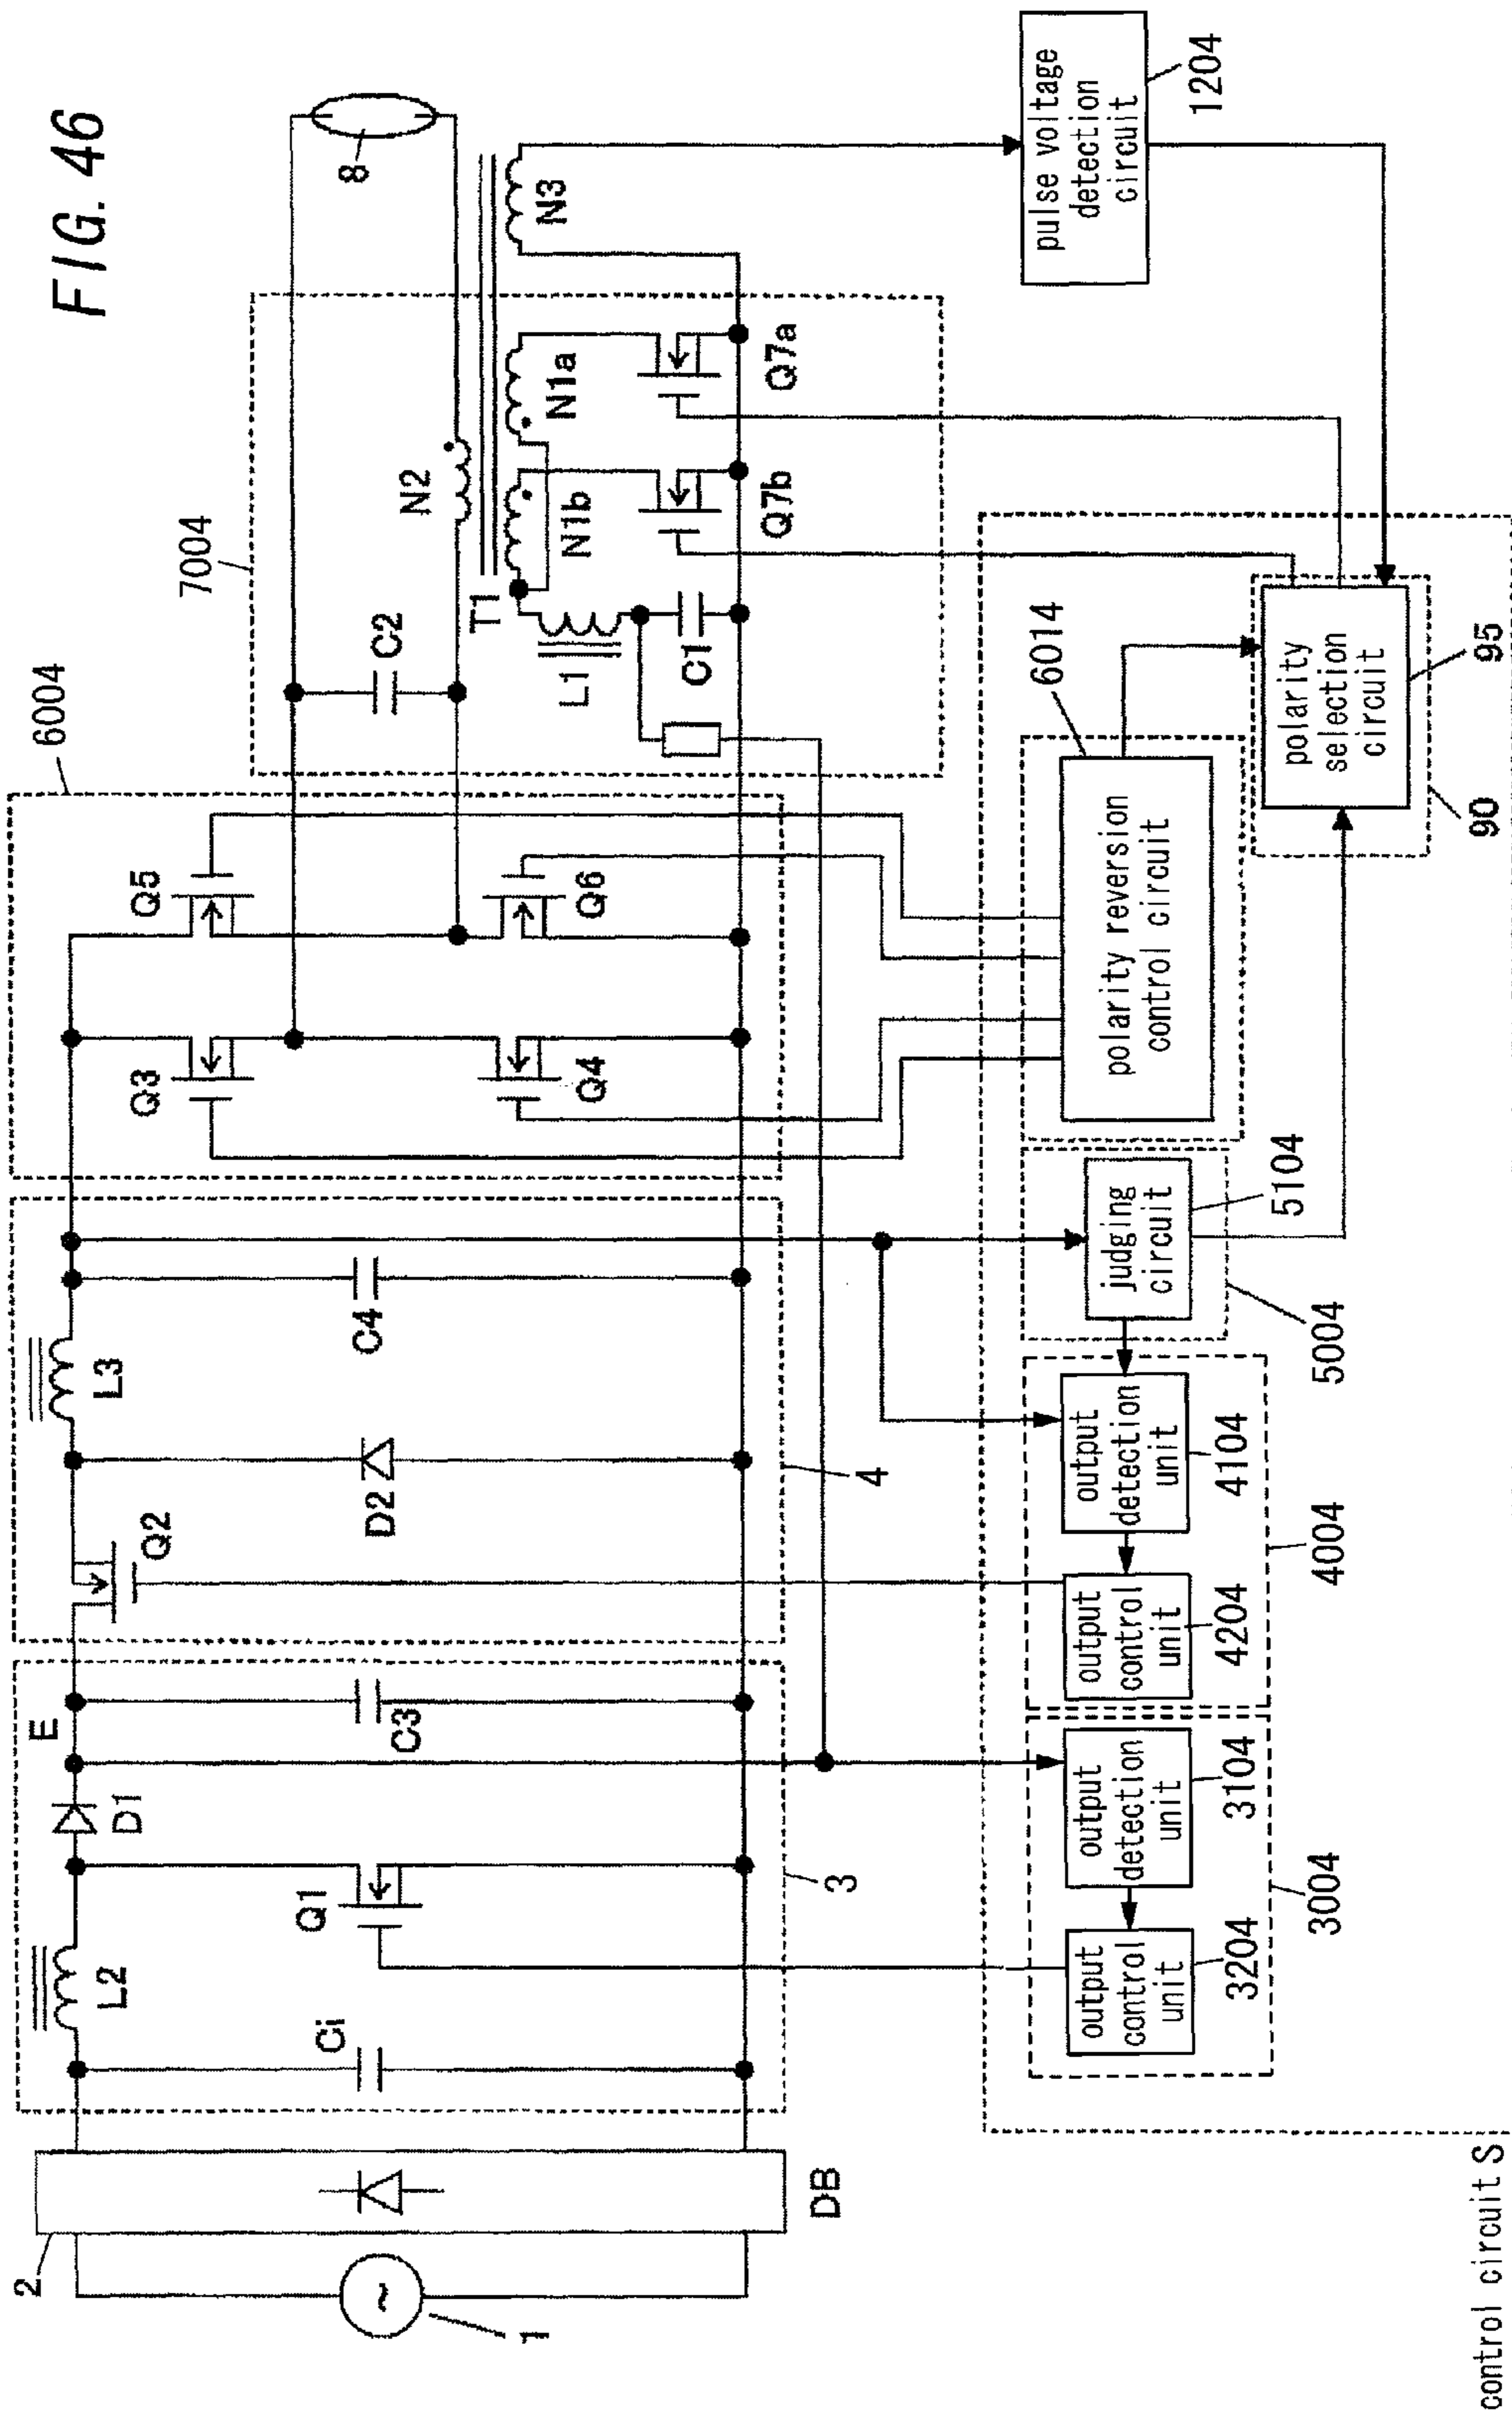 FIG. 46
7004
6004
8
N2
N3
C2
T1
N1b
N1a
L1
C1
Q7b
Q7a
Q3
Q5
Q4
Q6
L3
C4
Q2
D2
4
E
D1
C3
L2
Q1
Ci
3
2
1
~
DB
pulse voltage
detection
circuit
1204
6014
polarity reversion
control circuit
polarity
selection
circuit
95
90
judging
circuit
5104
5004
output
detection
unit
4104
output
control
unit
4204
4004
output
detection
unit
3104
output
control
unit
3204
3004
control circuit S